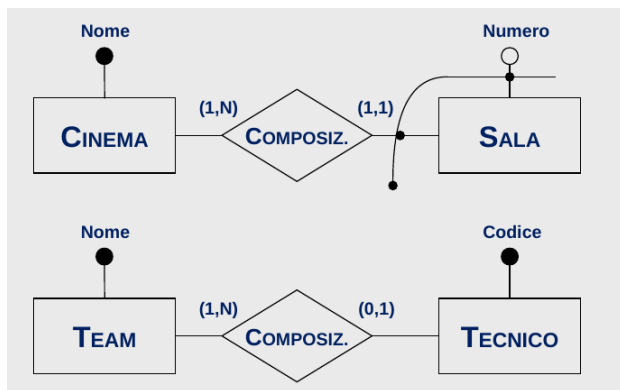 Nome Numero
(1,N) (1,1)
CINEMA COMPOSIZ. SALA
Nome Codice
(1,N) (0,1)
TEAM COMPOSIZ. TECNICO